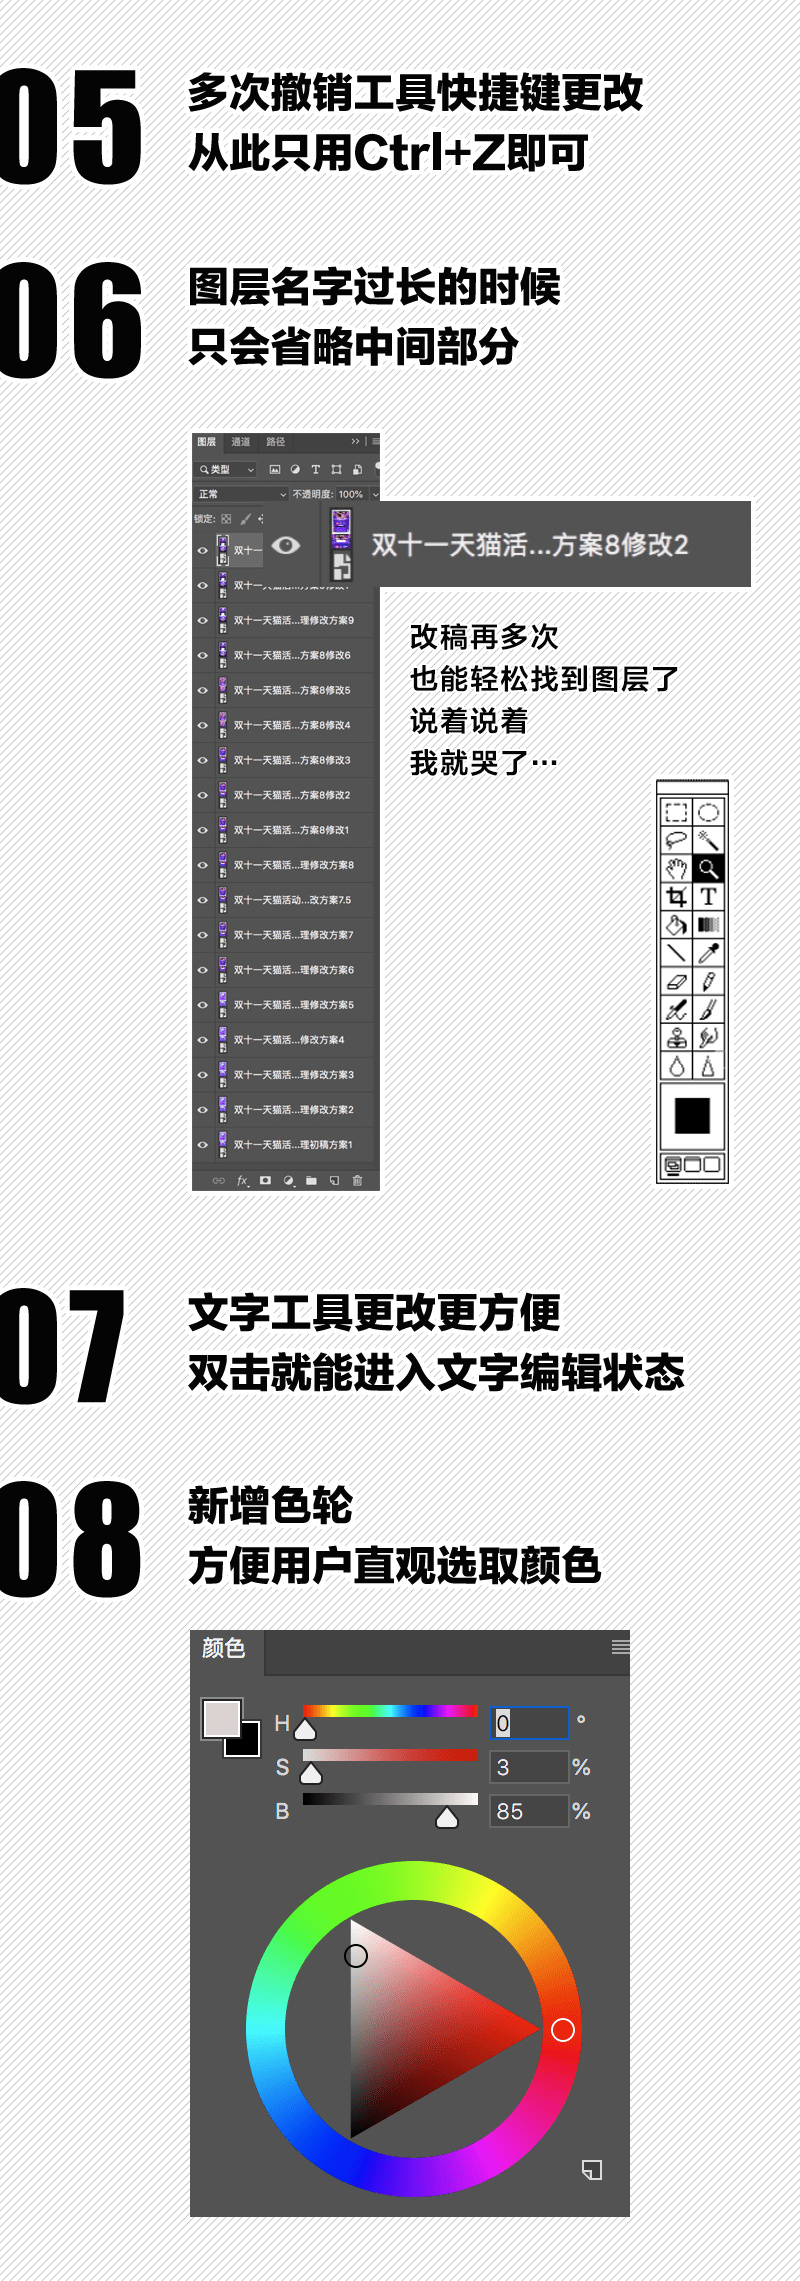 05
多次撤销工具快捷键更改
从此只用Ctrl+Z即可
06
图层名字过长的时候
只会省略中间部分
图层 通道 路径
类型
正常 不透明度: 100%
锁定:
双十一
双十一天猫活...方案8修改2
双十一天猫活...理修改方案9
双十一天猫活...方案8修改6
双十一天猫活...方案8修改5
双十一天猫活...方案8修改4
双十一天猫活...方案8修改3
双十一天猫活...方案8修改2
双十一天猫活...方案8修改1
双十一天猫活...理修改方案8
双十一天猫活动...改方案7.5
双十一天猫活...理修改方案7
双十一天猫活...理修改方案6
双十一天猫活...理修改方案5
双十一天猫活...修改方案4
双十一天猫活...理修改方案3
双十一天猫活...理修改方案2
双十一天猫活...理初稿方案1
fx
改稿再多次
也能轻松找到图层了
说着说着
我就哭了…
T
07
文字工具更改更方便
双击就能进入文字编辑状态
08
新增色轮
方便用户直观选取颜色
颜色
H 0 °
S 3 %
B 85 %